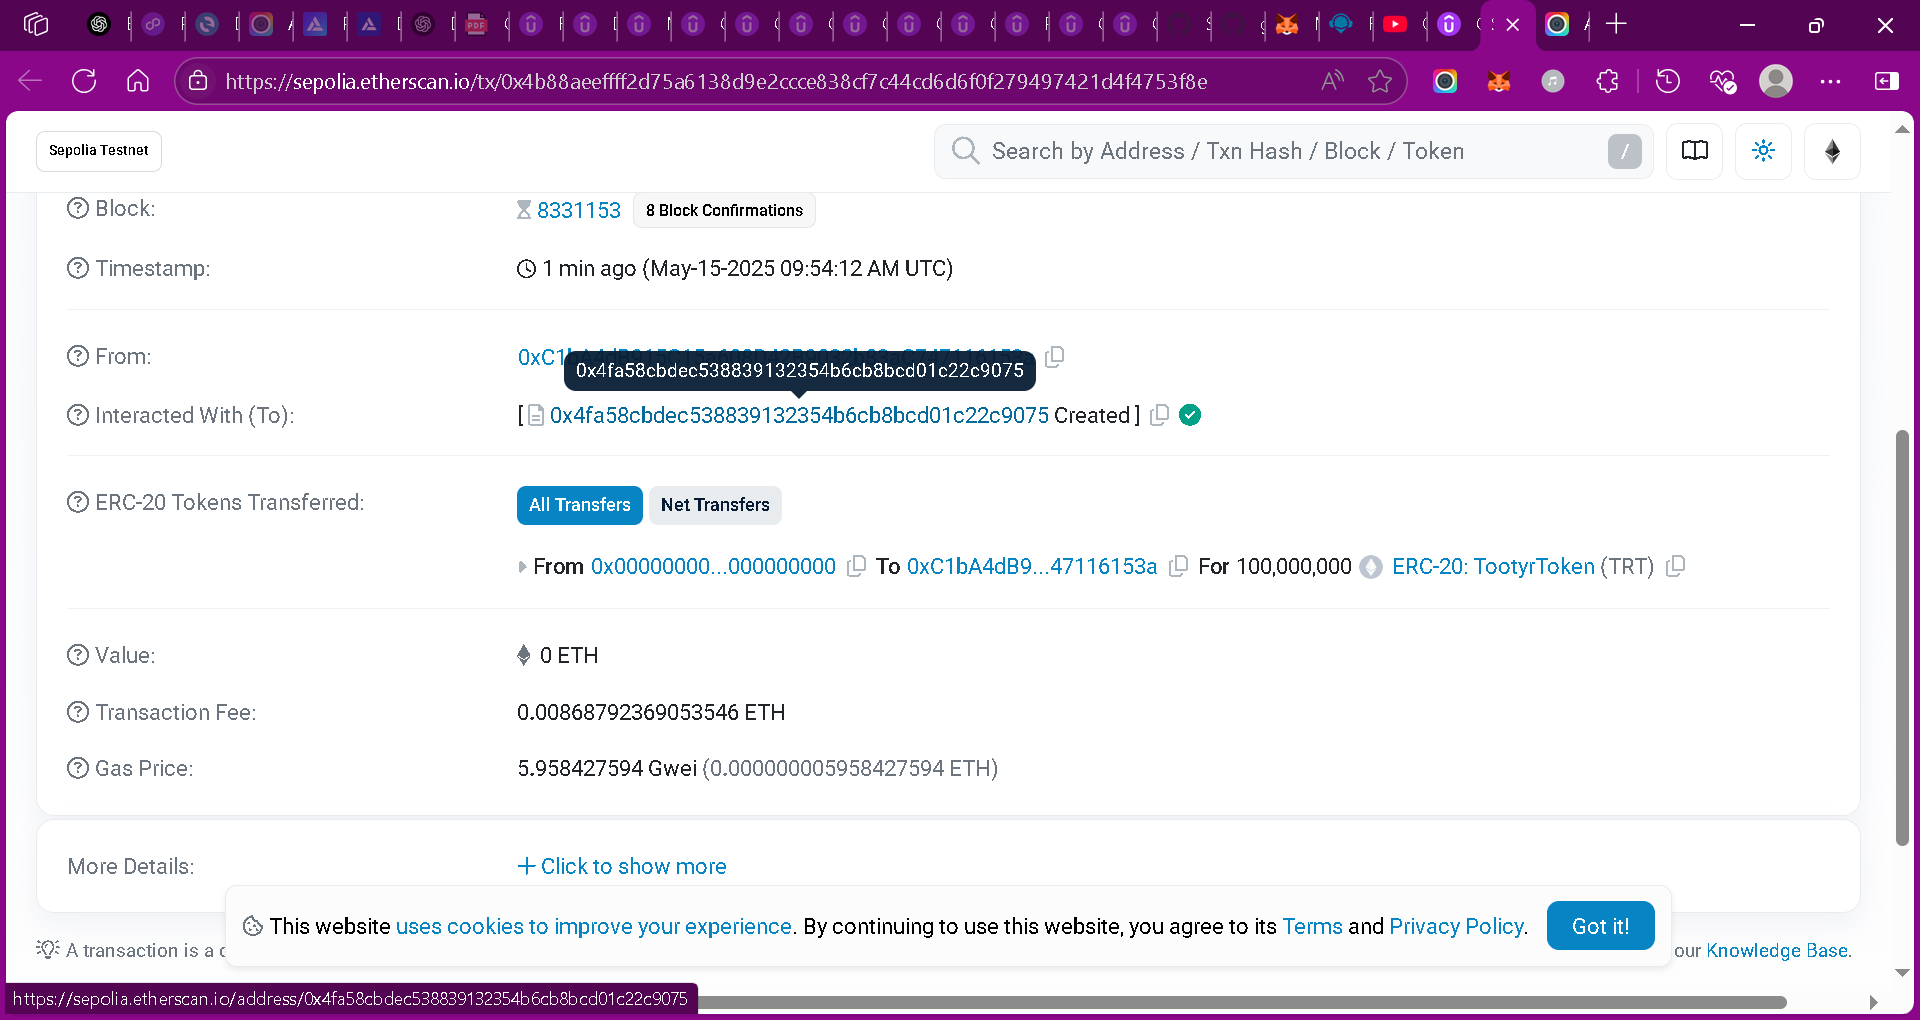 https://sepolia.etherscan.io/tx/0x4b88aeeffff2d75a6138d9e2ccce838cf7c44cd6d6f0f279497421d4f4753f8e
Sepolia Testnet
Search by Address / Txn Hash / Block / Token
/
Block:
8331153
8 Block Confirmations
Timestamp:
1 min ago (May-15-2025 09:54:12 AM UTC)
From:
0x4fa58cbdec538839132354b6cb8bcd01c22c9075
Interacted With (To):
[ 0x4fa58cbdec538839132354b6cb8bcd01c22c9075 Created ]
ERC-20 Tokens Transferred:
All Transfers
Net Transfers
From 0x00000000...000000000 To 0xC1bA4dB9...47116153a For 100,000,000 ERC-20: TootyrToken (TRT)
Value:
0 ETH
Transaction Fee:
0.00868792369053546 ETH
Gas Price:
5.958427594 Gwei (0.000000005958427594 ETH)
More Details:
Click to show more
This website uses cookies to improve your experience. By continuing to use this website, you agree to its Terms and Privacy Policy.
Got it!
A transaction is a
our Knowledge Base.
https://sepolia.etherscan.io/address/0x4fa58cbdec538839132354b6cb8bcd01c22c9075